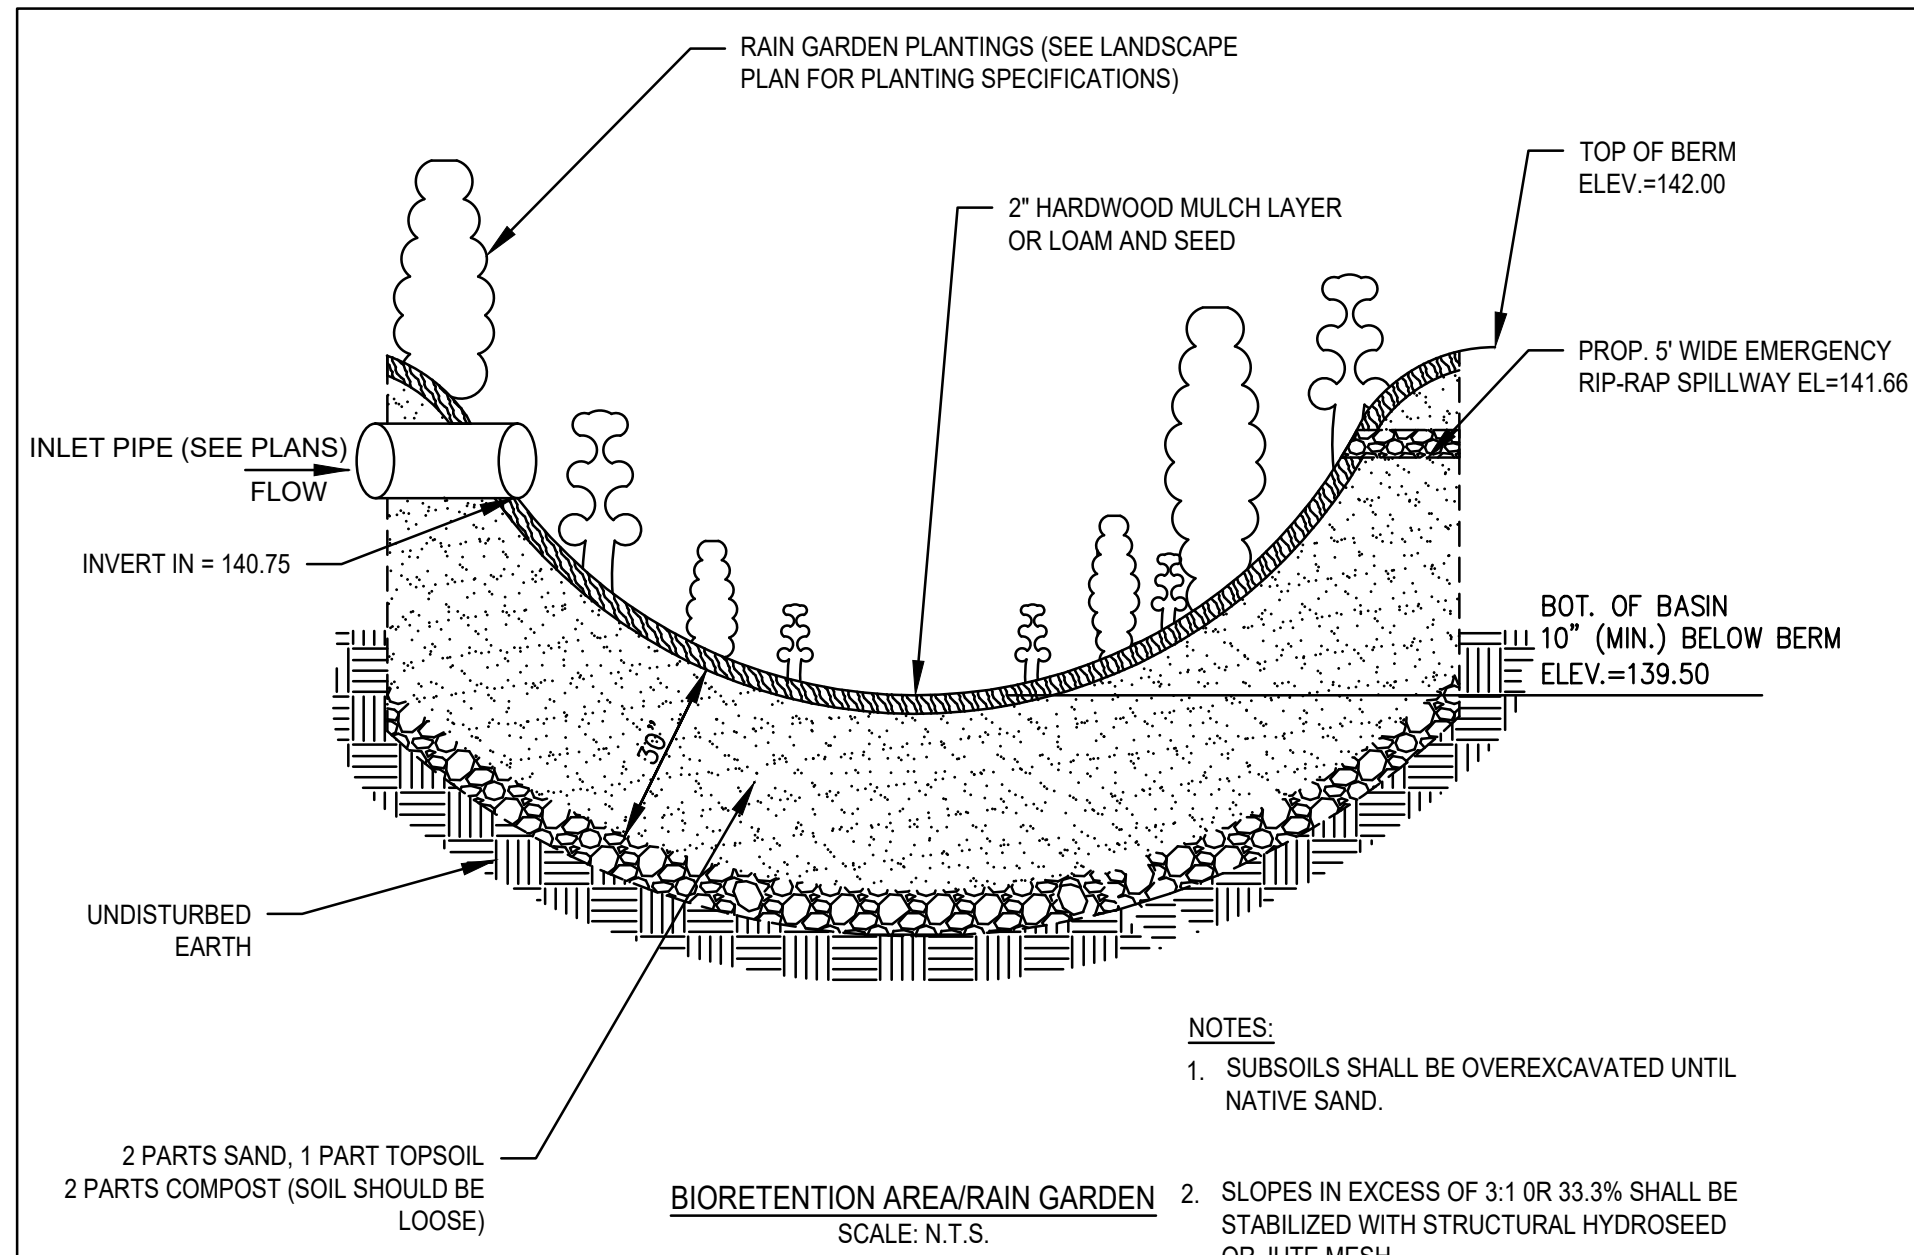 RAIN GARDEN PLANTINGS (SEE LANDSCAPE
PLAN FOR PLANTING SPECIFICATIONS)
TOP OF BERM
ELEV.=142.00
2" HARDWOOD MULCH LAYER
OR LOAM AND SEED
PROP. 5' WIDE EMERGENCY
RIP-RAP SPILLWAY EL=141.66
INLET PIPE (SEE PLANS)
FLOW
INVERT IN = 140.75
BOT. OF BASIN
10" (MIN.) BELOW BERM
ELEV.=139.50
30"
UNDISTURBED
EARTH
2 PARTS SAND, 1 PART TOPSOIL
2 PARTS COMPOST (SOIL SHOULD BE
LOOSE)
BIORETENTION AREA/RAIN GARDEN
SCALE: N.T.S.
NOTES:
1. SUBSOILS SHALL BE OVEREXCAVATED UNTIL
NATIVE SAND.
2. SLOPES IN EXCESS OF 3:1 0R 33.3% SHALL BE
STABILIZED WITH STRUCTURAL HYDROSEED
OR JUTE MESH